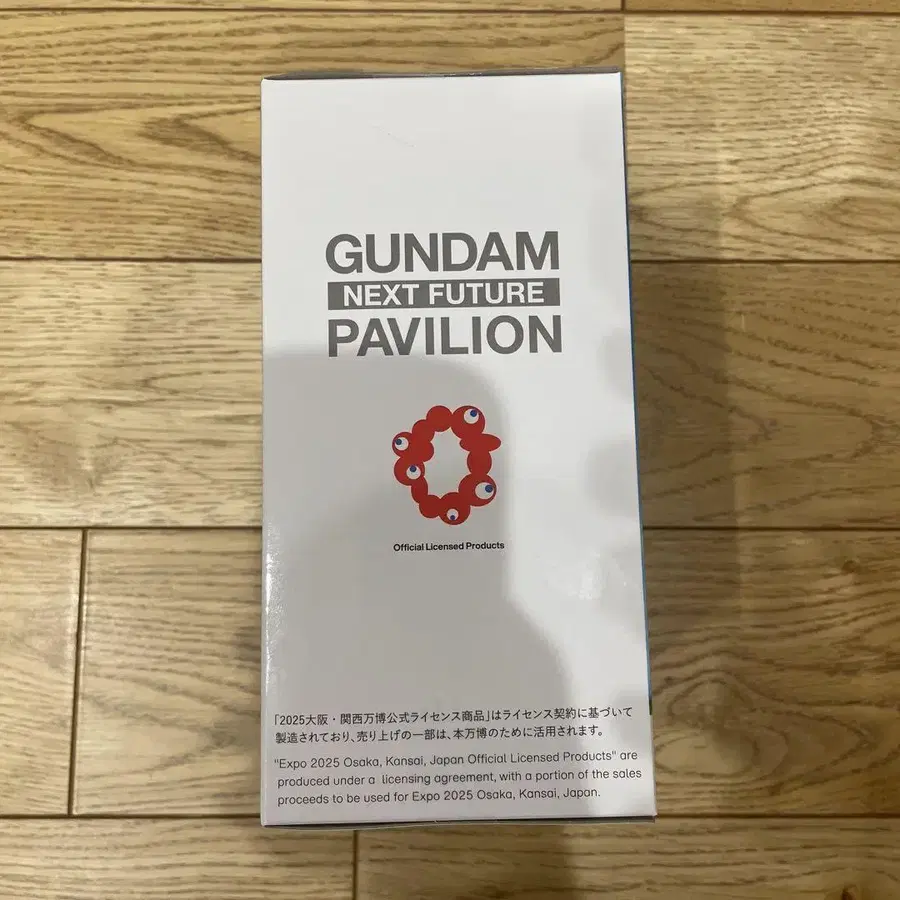 GUNDAM
NEXT FUTURE
PAVILION
Official Licensed Products
「2025大阪・関西万博公式ライセンス商品」はライセンス契約に基づいて
製造されており、売り上げの一部は、本万博のために活用されます。
"Expo 2025 Osaka, Kansai, Japan Official Licensed Products" are
produced under a licensing agreement, with a portion of the sales
proceeds to be used for Expo 2025 Osaka, Kansai, Japan.